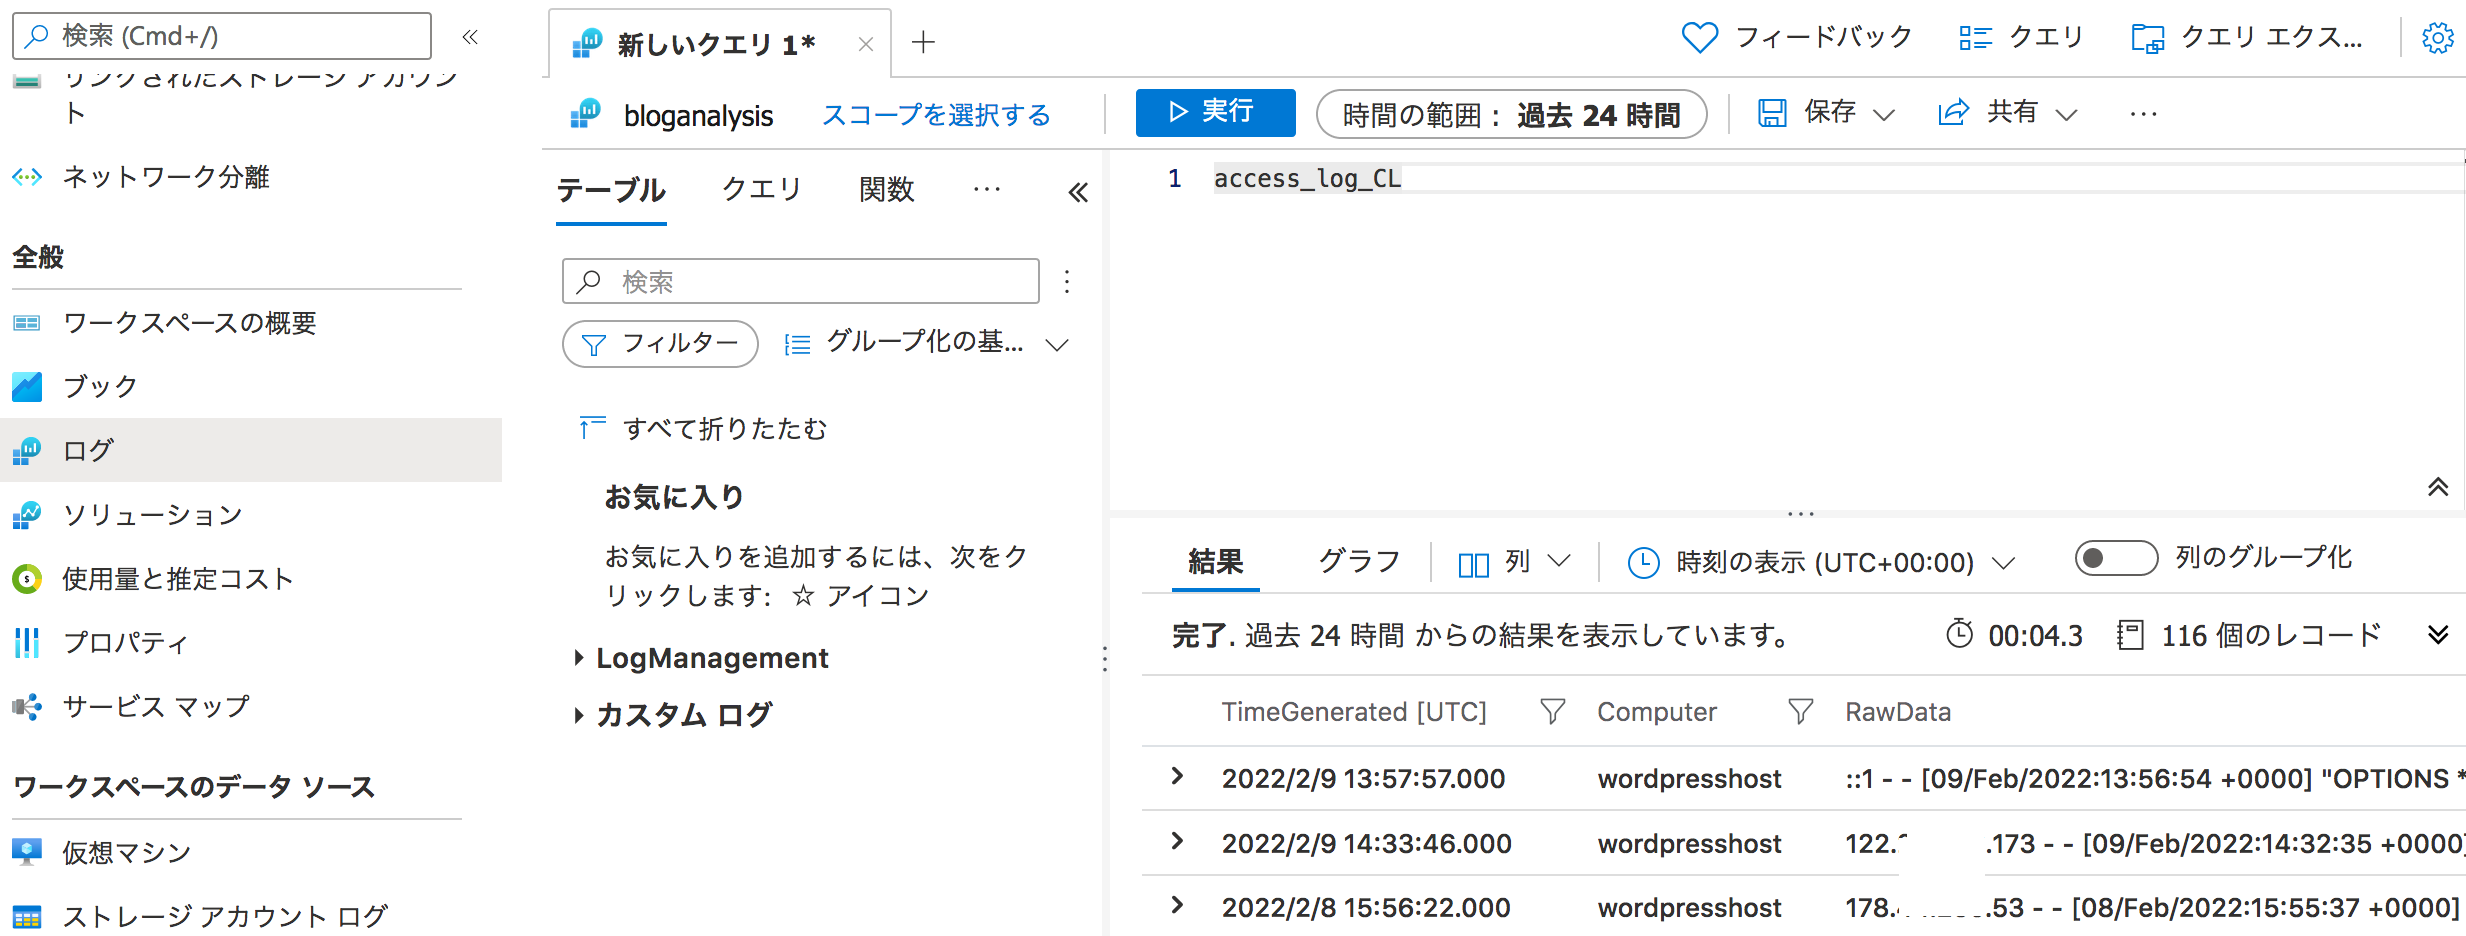 検索 (Cmd+/)
«
リンクされたストレージ アカウン
ト
ネットワーク分離
全般
ワークスペースの概要
ブック
ログ
ソリューション
使用量と推定コスト
プロパティ
サービス マップ
ワークスペースのデータ ソース
仮想マシン
ストレージ アカウント ログ
新しいクエリ 1*
フィードバック
クエリ
クエリ エクス...
bloganalysis
スコープを選択する
実行
時間の範囲 : 過去 24 時間
保存
共有
...
テーブル
クエリ
関数
...
«
検索
フィルター
グループ化の基...
すべて折りたたむ
お気に入り
お気に入りを追加するには、次をク
リックします: ☆ アイコン
LogManagement
カスタム ログ
1 access_log_CL
結果
グラフ
列
時刻の表示 (UTC+00:00)
列のグループ化
完了. 過去 24 時間 からの結果を表示しています。
00:04.3
116 個のレコード
TimeGenerated [UTC] Computer RawData
2022/2/9 13:57:57.000 wordpresshost ::1 - - [09/Feb/2022:13:56:54 +0000] "OPTIONS *
2022/2/9 14:33:46.000 wordpresshost 122. .173 - - [09/Feb/2022:14:32:35 +0000]
2022/2/8 15:56:22.000 wordpresshost 178. .53 - - [08/Feb/2022:15:55:37 +0000]